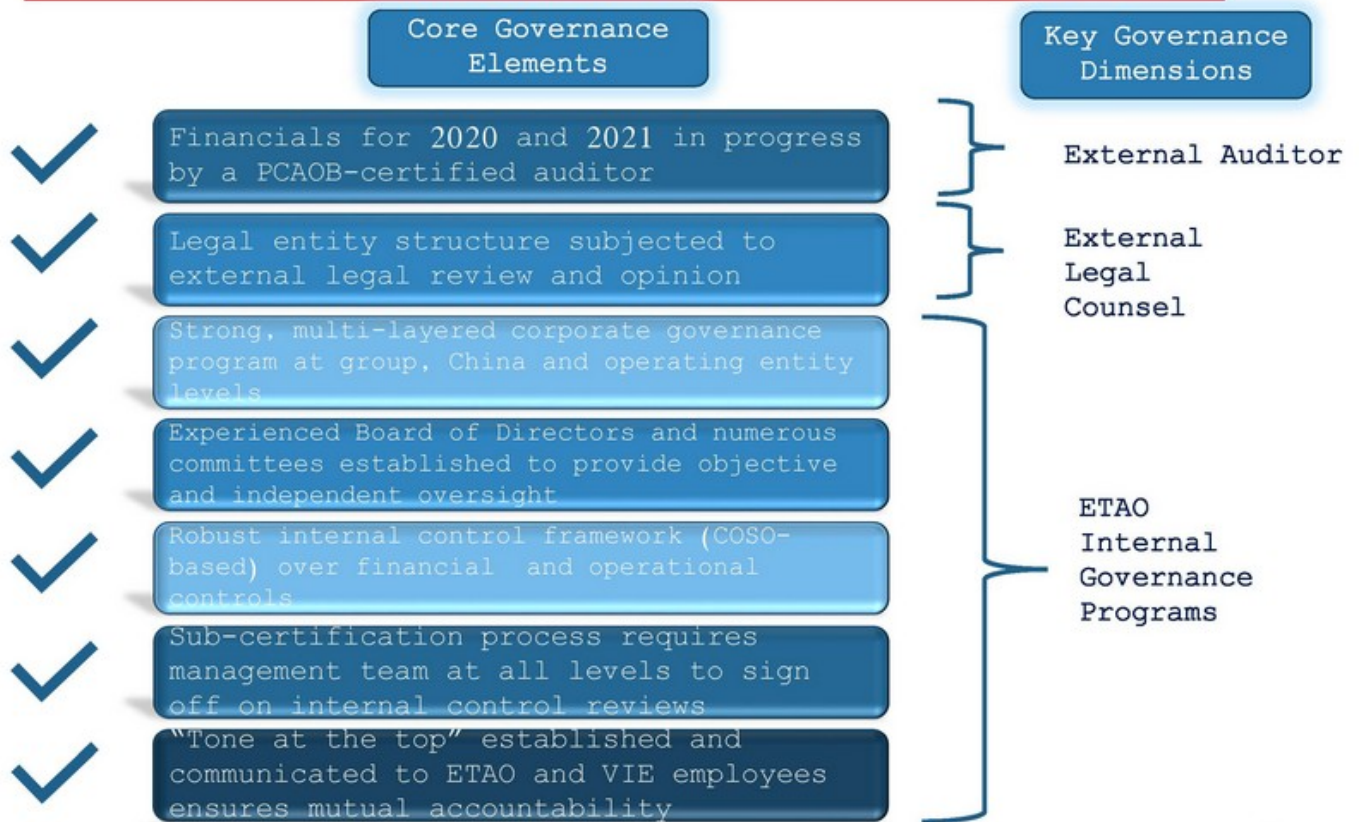 Core Governance
Elements
Key Governance
Dimensions
Financials for 2020 and 2021 in progress
by a PCAOB-certified auditor
External Auditor
Legal entity structure subjected to
external legal review and opinion
External
Legal
Counsel
Strong, multi-layered corporate governance
program at group, China and operating entity
levels
Experienced Board of Directors and numerous
committees established to provide objective
and independent oversight
Robust internal control framework (COSO-
based) over financial and operational
controls
Sub-certification process requires
management team at all levels to sign
off on internal control reviews
"Tone at the top" established and
communicated to ETAO and VIE employees
ensures mutual accountability
ETAO
Internal
Governance
Programs